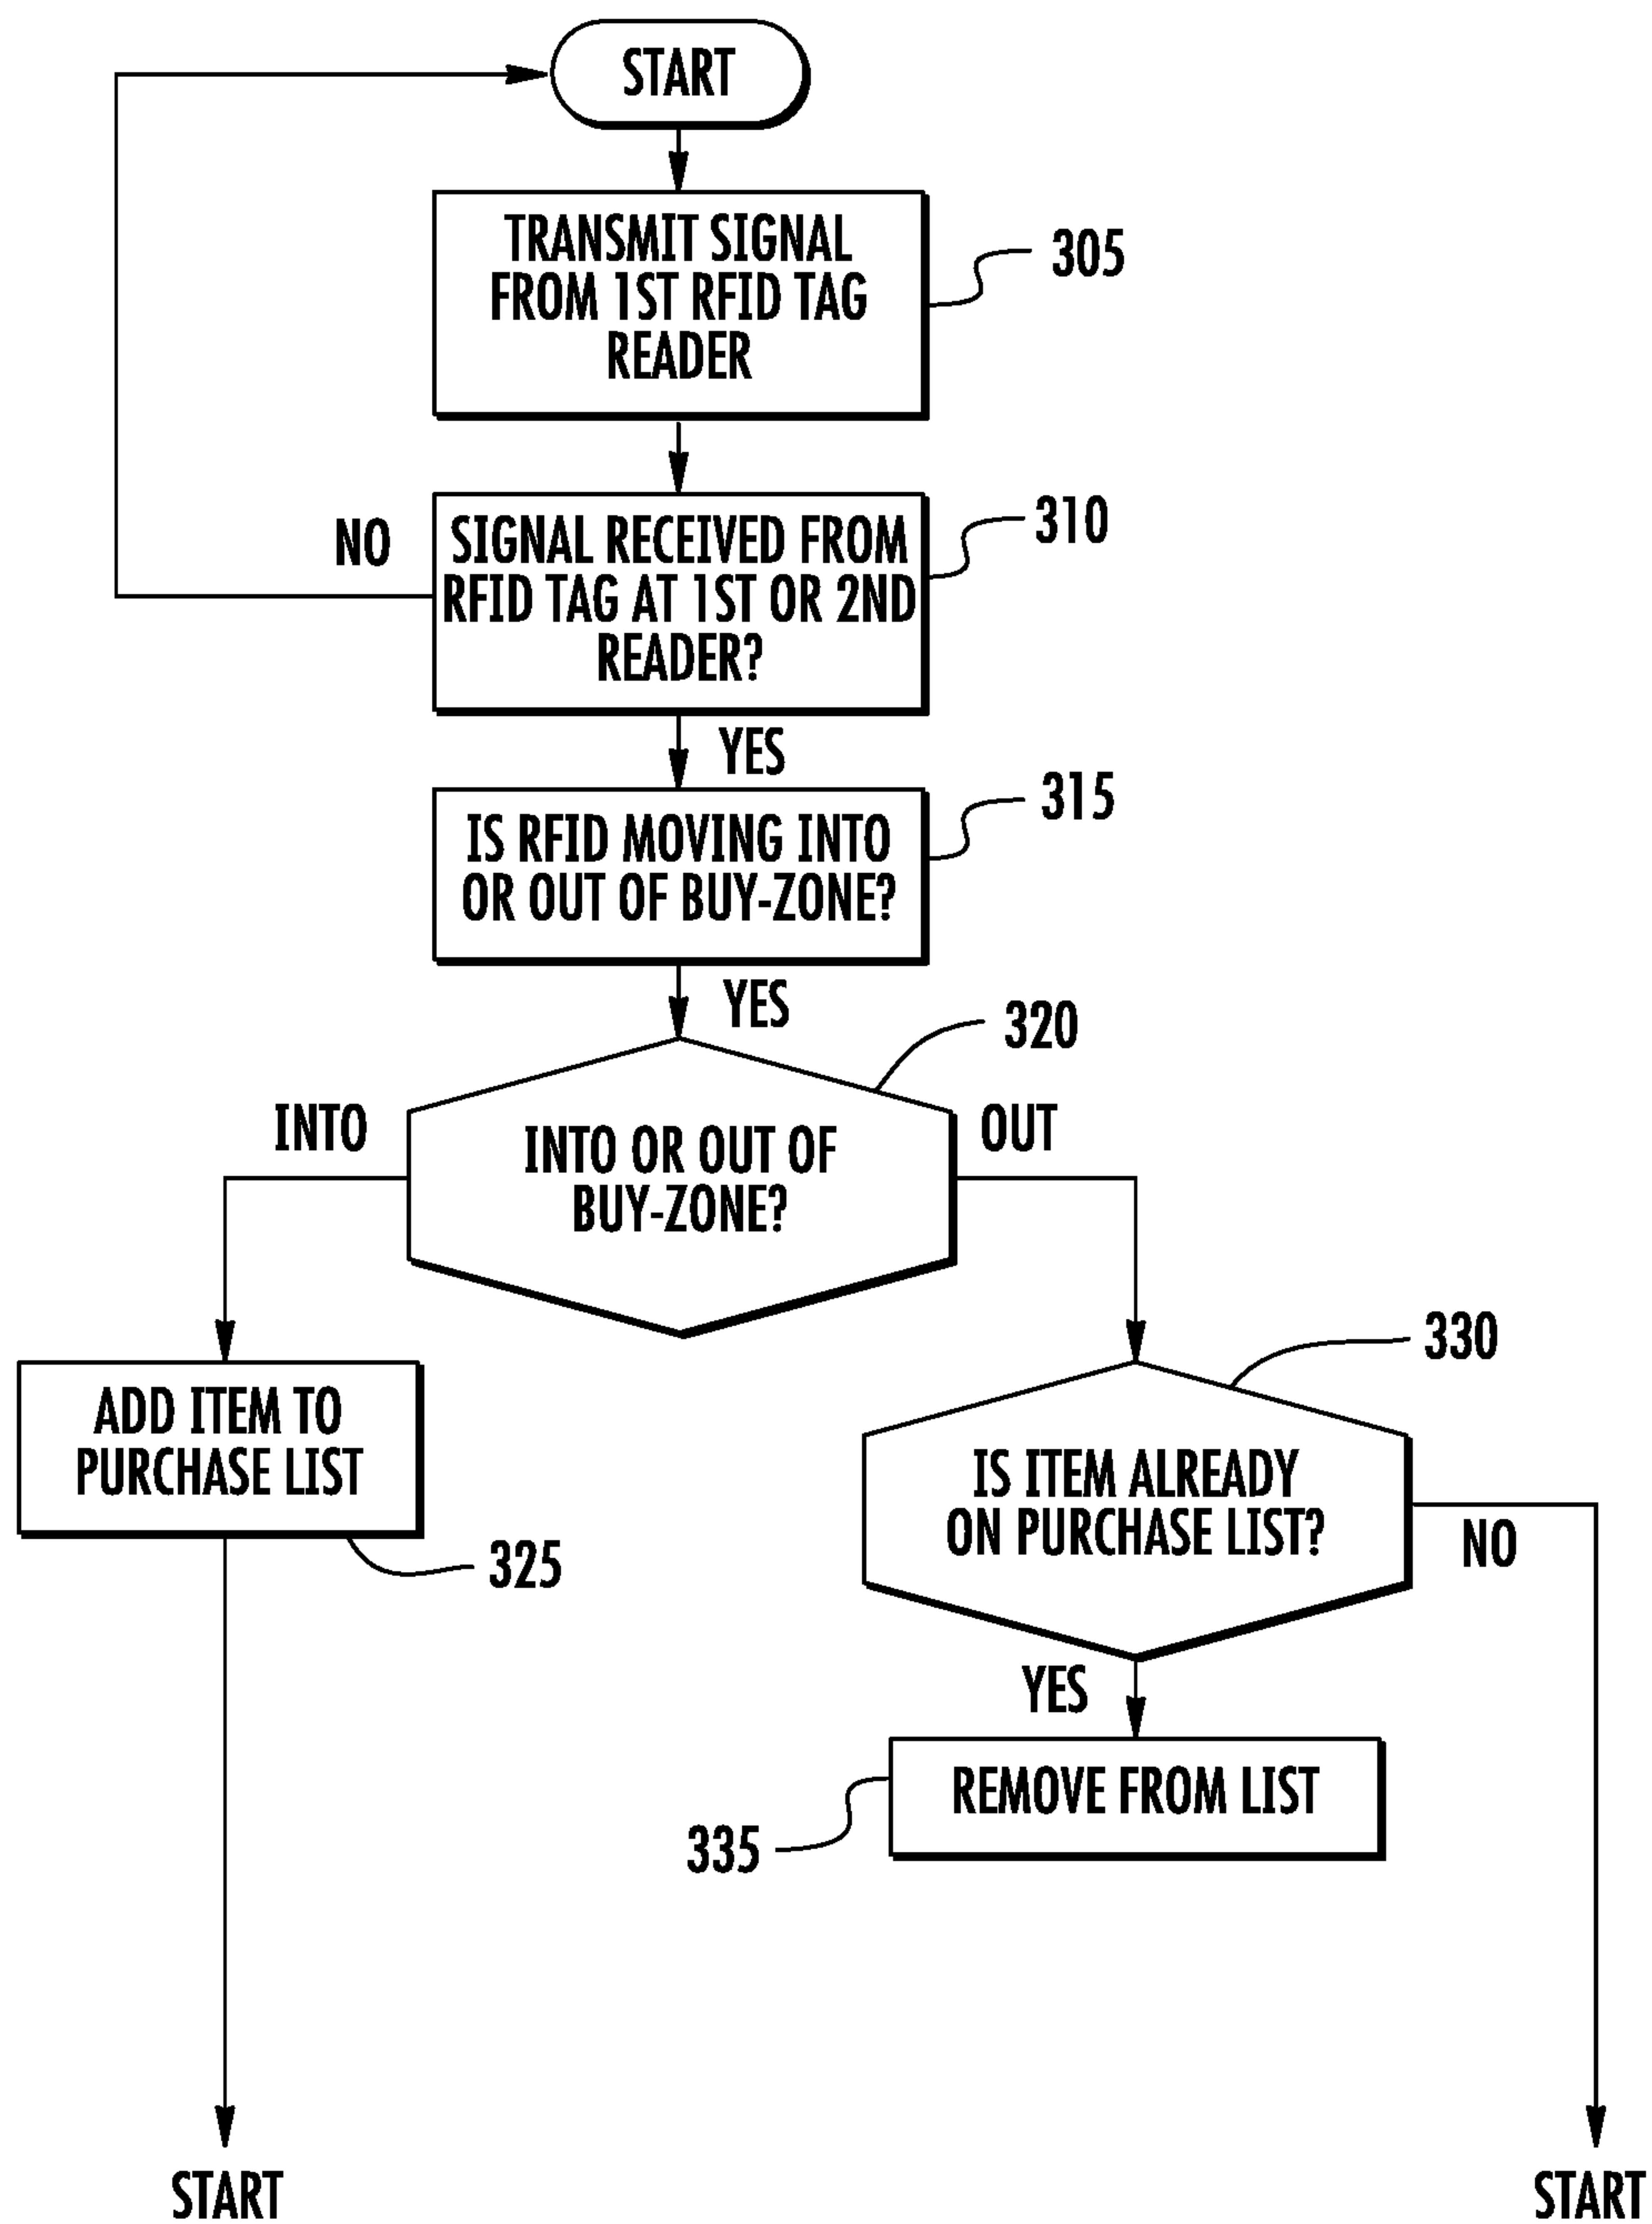 START
TRANSMIT SIGNAL
FROM 1ST RFID TAG
READER
305
NO
SIGNAL RECEIVED FROM
RFID TAG AT 1ST OR 2ND
READER?
310
YES
IS RFID MOVING INTO
OR OUT OF BUY-ZONE?
315
YES
320
INTO
INTO OR OUT OF
BUY-ZONE?
OUT
330
ADD ITEM TO
PURCHASE LIST
325
IS ITEM ALREADY
ON PURCHASE LIST?
NO
YES
REMOVE FROM LIST
335
START
START